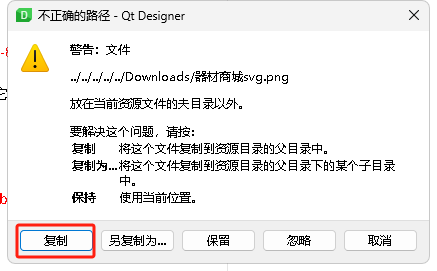 不正确的路径 - Qt Designer
警告：文件
../../../../../Downloads/器材商城svg.png
放在当前资源文件的夫目录以外。
它
要解决这个问题，请按：
复制 将这个文件复制到资源目录的父目录中。
复制为... 将这个文件复制到资源目录的父目录下的某个子目录
中。
保持 使用当前位置。
复制 另复制为... 保留 忽略 取消